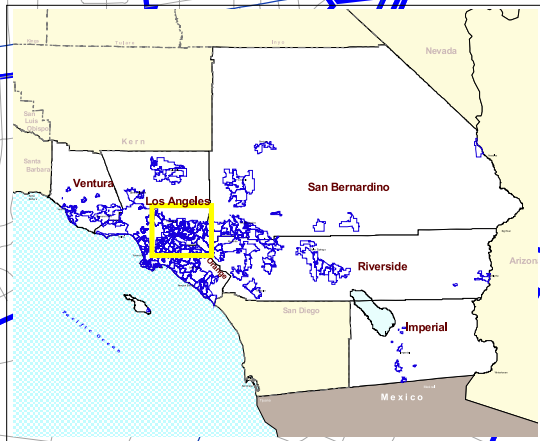 Inyo
Tulare
Nevada
San
Luis
Obispo
Kern
Santa
Barbara
Ventura
San Bernardino
Los Angeles
Orange
Riverside
Arizon
San Diego
Imperial
Pacific Ocean
Mexico